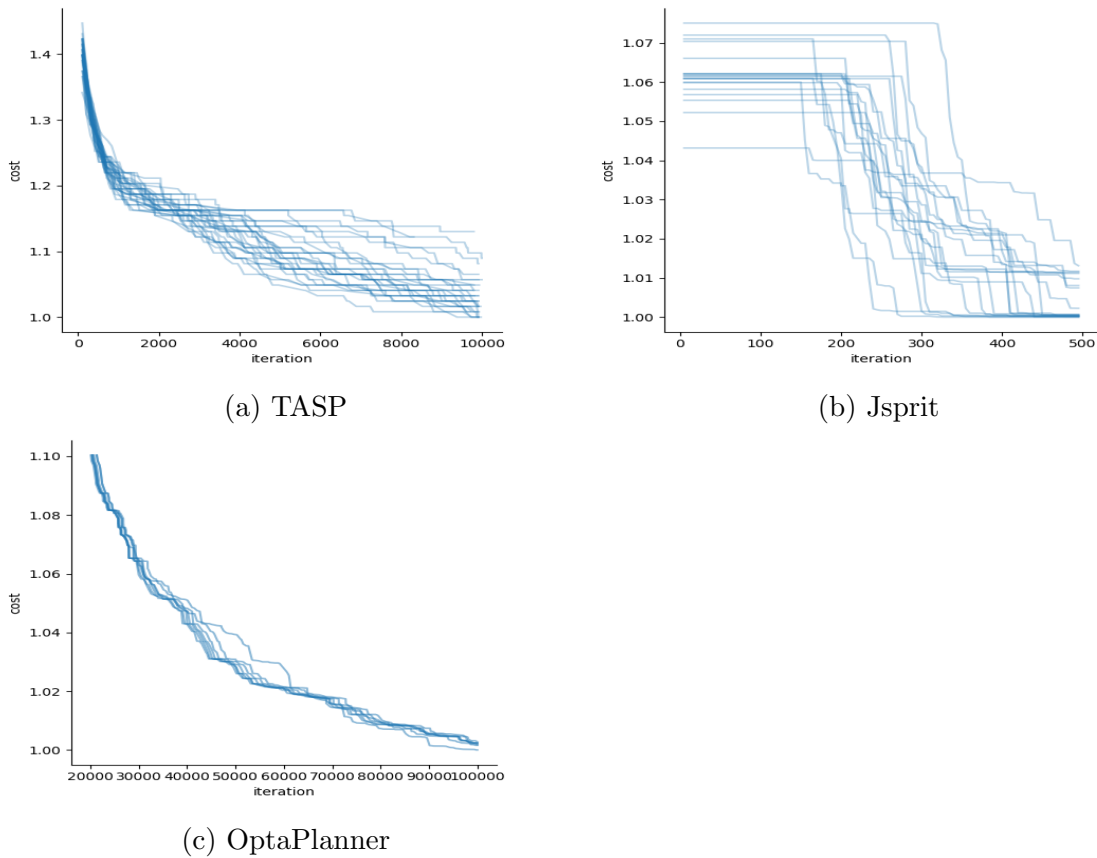 1.4
1.3
1.2
1.1
1.0
cost
0 2000 4000 6000 8000 10000
iteration
(a) TASP
1.07
1.06
1.05
1.04
1.03
1.02
1.01
1.00
cost
0 100 200 300 400 500
iteration
(b) Jsprit
1.10
1.08
1.06
1.04
1.02
1.00
cost
20000 30000 40000 50000 60000 70000 80000 90000 100000
iteration
(c) OptaPlanner